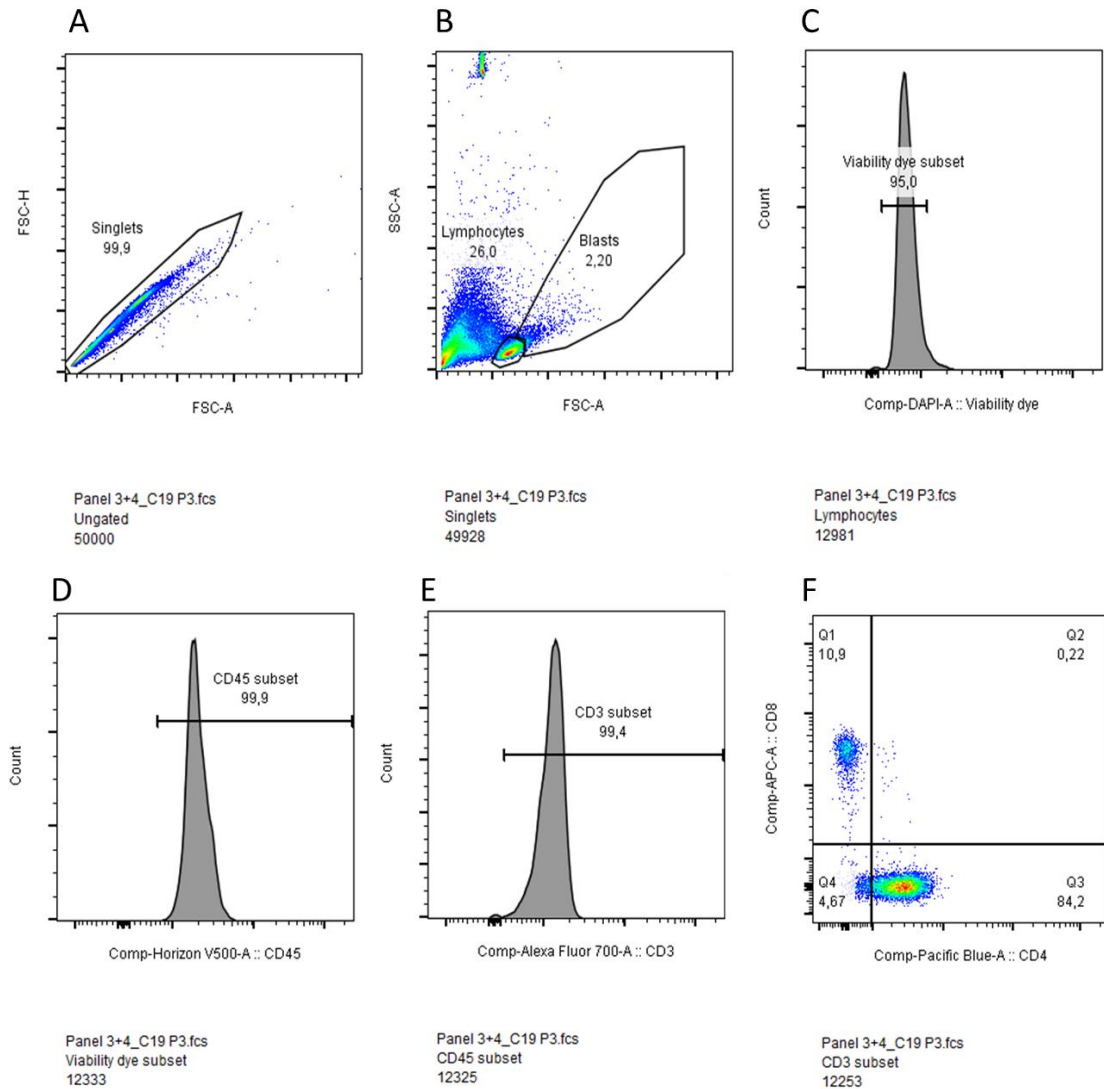 A
FSC-H
Singlets
99,9
FSC-A
Panel 3+4_C19 P3.fcs
Ungated
50000
B
SSC-A
Lymphocytes
26,0
Blasts
2,20
FSC-A
Panel 3+4_C19 P3.fcs
Singlets
49928
C
Count
Viability dye subset
95,0
Comp-DAPI-A :: Viability dye
Panel 3+4_C19 P3.fcs
Lymphocytes
12981
D
Count
CD45 subset
99,9
Comp-Horizon V500-A :: CD45
Panel 3+4_C19 P3.fcs
Viability dye subset
12333
E
Count
CD3 subset
99,4
Comp-Alexa Fluor 700-A :: CD3
Panel 3+4_C19 P3.fcs
CD45 subset
12325
F
Comp-APC-A :: CD8
Q1
10,9
Q2
0,22
Q4
4,67
Q3
84,2
Comp-Pacific Blue-A :: CD4
Panel 3+4_C19 P3.fcs
CD3 subset
12253